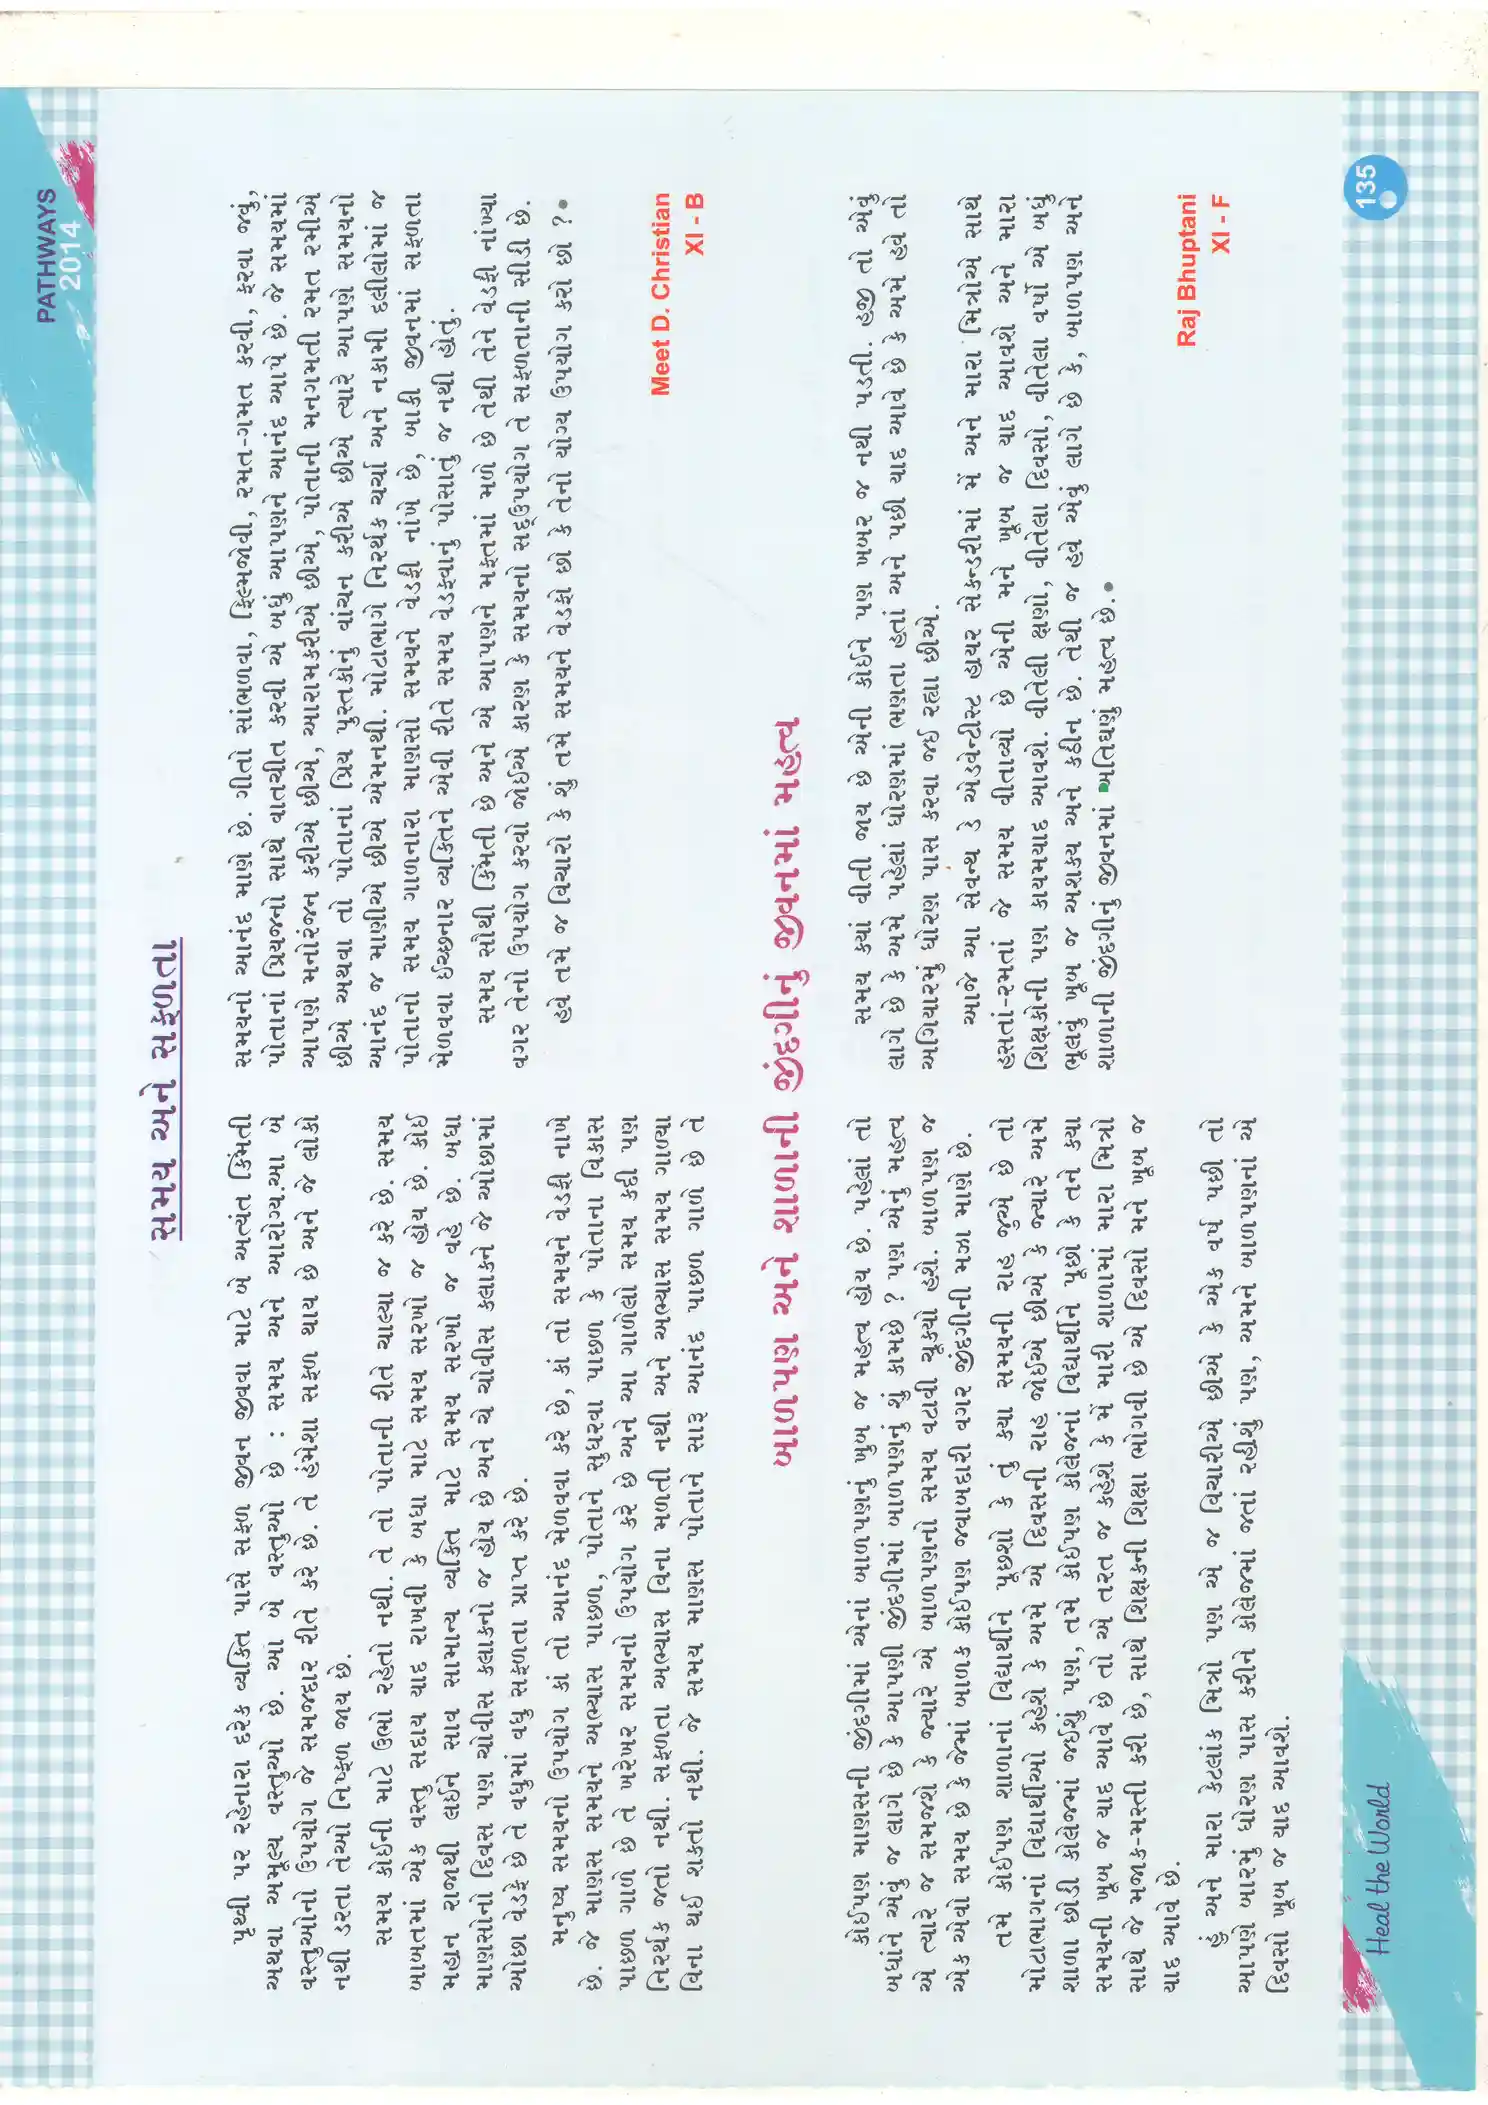 PATHWAYS
2014
સમય અને સફળતા
પૃથ્વી પર રહેનારા દરેક વ્યક્તિ પાસે સફળ જીવન જીવવા માટે બે અત્યંત કિંમતી
અથવા અમૂલ્ય વસ્તુઓ છે. આ બે વસ્તુઓ છે : સમય અને આરોગ્ય.આ બે
વસ્તુઓનો ઉપયોગ જે સમજદાર રીતે કરે છે. તે હંમેશા સફળ થાય છે અને જે લોકો
નથી કરતા તેઓ નિષ્ફળ જાય છે.
સમય કોઈની માટે ઉભો રહેતો નથી. તે તો પોતાની રીતે ચાલ્યા જ કરે છે. સમય
બાબતમાં એક વસ્તુ સદાય યાદ રાખવી કે બધા માટે સમય સરખો જ હોય છે. કોઈ
મહાન રાજાથી લઈને સાવ સામાન્ય વ્યક્તિ માટે સમય સરખો જ વહે છે. બધા
માણસોના દિવસ પણ ચોવીસ કલાકનો જ હોય છે અને યે ચોવીસ કલાકને જે ઓછામાં
ઓછા વેડફે છે તે વધુમાં વધુ સફળતા પ્રાપ્ત કરે છે.
મનુષ્ય સમયનો ઉપયોગ કાં તો આનંદ મેળવવા કરે છે, કાં તો સમયને વેડફી નાખે
છે. જે માણસ સમયને અભ્યાસ પાછળ, પોતાને સુધારવા પાછળ કે પોતાના વિકાસ
પાછળ ગાળે છે તે ખરેખર સમયનો ઉપયોગ કરે છે અને આ ગાળેલો સમય કદી પણ
નિરર્થક જતો નથી. સફળતા અભ્યાસ વિના મળતી નથી અને અભ્યાસ સમય ગાળ્યા
વિના થઈ શકતો નથી. જે સમય માણસ પોતાને સારું આનંદ પાછળ ગાળે છે તે
સમયનો આનંદ માણે છે. ગીતો સાંભળવા, ફિલ્મજોવી, રમત-ગમત કરવી, ફરવા જવું,
પોતાના પ્રિયજનો સાથે વાતચીત કરવી એ બધું આપણને આનંદ આપે છે. જે સમયમાં
આપણે મનોરંજન કરીએ છીએ, આરામકરીએ છીએ, પોતાની મનગમતી રમત રમીએ
છીએ અથવા તો પોતાનાં પ્રિય પુસ્તકોનું વાંચન કરીએ છીએ ત્યારે આપણે સમયનો
આનંદ જ માણીએ છીએ એમનથી. મોટાભાગે નિરર્થક ચર્ચા અને નકામી દલીલોમાં જ
પોતાનો સમય ગાળનારા માણસો સમયને વેડફી નાંખે છે, બાકી જીવનમાં સફળતા
મેળવવા ઈચ્છનાર વ્યક્તિને એવી રીતે સમય વેડફવાનું પોસાતું જ નથી હોતું.
સમય સૌથી કિંમતી છે અને એ આપણને મફતમાં મળે છે તેથી તેને વેડફી નાંખ્યા
વગર તેનો ઉપયોગ કરવો જોઈએ કારણ કે સમયનો સદ્ઉપયોગ તે સફળતાની સીડી છે.
હવે તમે જ વિચારો કે શું તમે સમયને વેડફો છો કે તેનો યોગ્ય ઉપયોગ કરો છો ?
Meet D. Christian
XI - B
બાળપણ અને શાળાની જીંદગીનું જીવનમાં મહત્વ
કોઈપણ માણસની જીંદગીમાં એનાં બાળપણનું ખુબ જ મહત્વ હોય છે. પહેલાં તો
બધાંને એવું જ લાગે છે કે આપણી જીંદગીમાં બાળપણનું શું કામછે ? પણ એનું મહત્વ
એ ત્યારે જ સમજશે કે જ્યારે એ બાળપણનો સમય વટાવી ચૂક્યો હશે. બાળપણ જ
એક એવો સમય છે કે જેમાં બાળક કોઈપણ જવાબદારી વગર જીંદગીની મઝા માણે છે.
તમે કોઈપણ શાળાનાં વિદ્યાર્થીને પૂછશો કે તું કયા સમયની રાહ જુએ છે તો
મોટાભાગનાં વિદ્યાર્થીઓ કહેશે કે અમે એ દિવસની રાહ જોઈએ છીએ કે જ્યારે અમે
શાળા છોડી કોલેજમાં જઈશું પણ, તમે કોઈપણ કોલેજનાં વિદ્યાર્થીને પૂછો કે તને કયા
સમયની ખુબ જ યાદ આવે છે તો એ તરત જ કહેશે કે મેં મારી શાળામાં મારા મિત્રો
સાથે જે મજાક-મસ્તી કરી છે, સાથે શિક્ષકની શિક્ષા ભોગવી છે એ દિવસો મને ખુબ જ
યાદ આવે છે.
હું અને મારા કેટલાંક મિત્રો પણ એ જ વિચારીએ છીએ કે એક વર્ષ પછી તો
આપણે બારમું ધોરણ પાસ કરીને કોલેજમાં જતાં રહીશું પણ, અમને બાળપણનાં એ
દિવસો ખુબ જ યાદ આવશે.
સમય ક્યાં વીતી જાય છે એની કોઈને પણ ખબર જ નથી પડતી. હજી તો એવું
લાગે છે કે અમે પહેલાં ધોરણમાં ભણતાં હતાં અને પછી યાદ આવે છે કે અમે હવે તો
અગિયારમું ધોરણ પાસ કરવા જઈ રહ્યા છીએ.
આજે આ સેવન્થ ડે એડવેન્ટીસ્ટ હાયર સેકન્ડરીમાં મેં અને મારા મિત્રોએ સાથે
હસતાં-રમતાં જે સમય વીતાવ્યો છે એની મને ખુબ જ યાદ આવશે અને મારા
શિક્ષકોની પણ કાયમયાદ આવશે. વીતેલી ક્ષણો, વીતેલા દિવસો, વીતેલા વર્ષો એ બધું
ભૂલવું ખુબ જ અશક્ય અને કઠીન છે. તેથી જ હવે એવું લાગે છે કે, બાળપણ અને
શાળાની જીંદગીનું જીવનમાં અનેરુણું મહત્વ છે.
Raj Bhuptani
XI - F
Heal the World
135